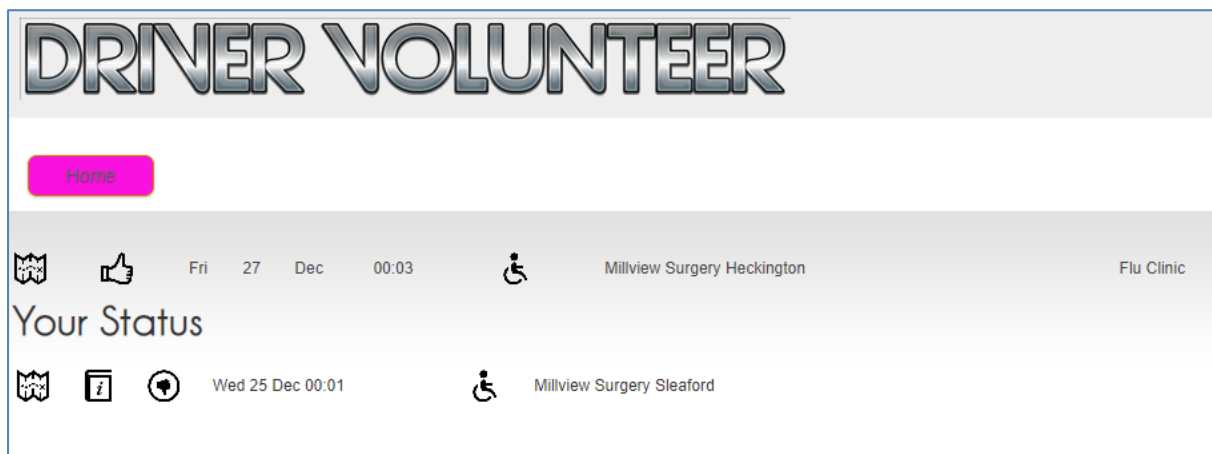 DRIVER VOLUNTEER
Home
Fri 27 Dec 00:03 Millview Surgery Heckington Flu Clinic
Your Status
i Wed 25 Dec 00:01 Millview Surgery Sleaford